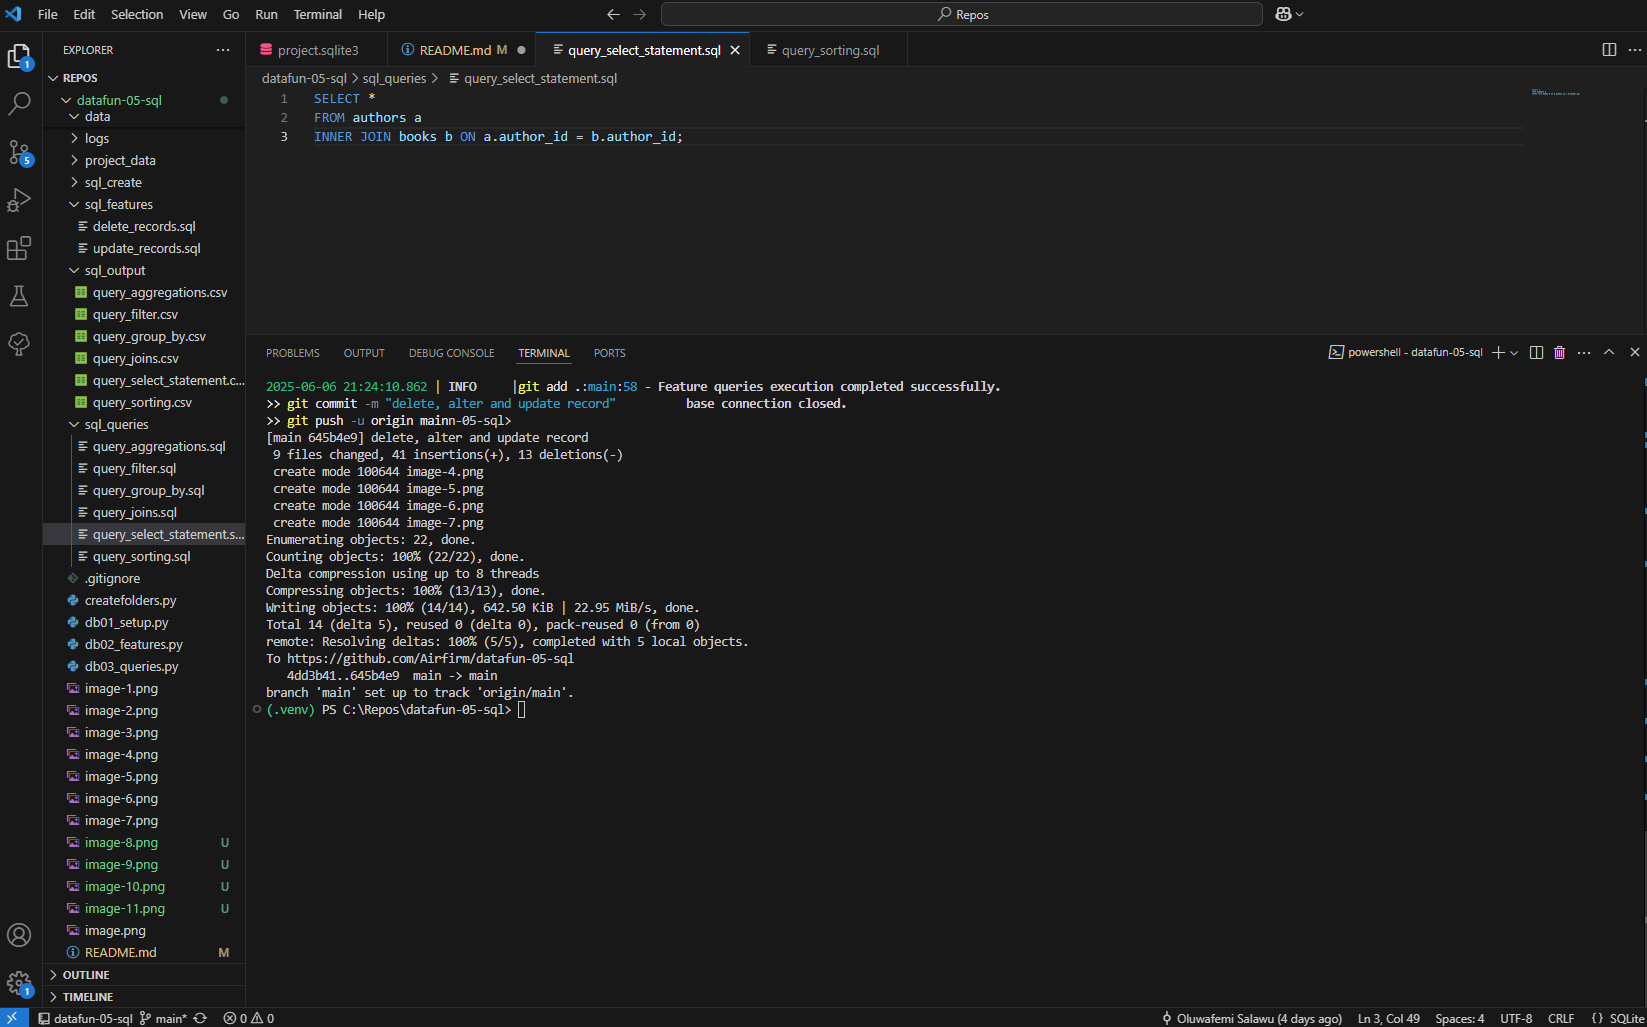 File Edit Selection View Go Run Terminal Help
Repos
EXPLORER
REPOS
datafun-05-sql
data
logs
project_data
sql_create
sql_features
delete_records.sql
update_records.sql
sql_output
query_aggregations.csv
query_filter.csv
query_group_by.csv
query_joins.csv
query_select_statement.c...
query_sorting.csv
sql_queries
query_aggregations.sql
query_filter.sql
query_group_by.sql
query_joins.sql
query_select_statement.s...
query_sorting.sql
.gitignore
createfolders.py
db01_setup.py
db02_features.py
db03_queries.py
image-1.png
image-2.png
image-3.png
image-4.png
image-5.png
image-6.png
image-7.png
image-8.png U
image-9.png U
image-10.png U
image-11.png U
image.png
README.md M
OUTLINE
TIMELINE
1
5
1
project.sqlite3 README.md M query_select_statement.sql query_sorting.sql
datafun-05-sql > sql_queries > query_select_statement.sql
1 SELECT *
2 FROM authors a
3 INNER JOIN books b ON a.author_id = b.author_id;
PROBLEMS OUTPUT DEBUG CONSOLE TERMINAL PORTS
powershell - datafun-05-sql
2025-06-06 21:24:10.862 | INFO |git add .:main:58 - Feature queries execution completed successfully.
>> git commit -m "delete, alter and update record" base connection closed.
>> git push -u origin mainn-05-sql>
[main 645b4e9] delete, alter and update record
9 files changed, 41 insertions(+), 13 deletions(-)
create mode 100644 image-4.png
create mode 100644 image-5.png
create mode 100644 image-6.png
create mode 100644 image-7.png
Enumerating objects: 22, done.
Counting objects: 100% (22/22), done.
Delta compression using up to 8 threads
Compressing objects: 100% (13/13), done.
Writing objects: 100% (14/14), 642.50 KiB | 22.95 MiB/s, done.
Total 14 (delta 5), reused 0 (delta 0), pack-reused 0 (from 0)
remote: Resolving deltas: 100% (5/5), completed with 5 local objects.
To https://github.com/Airfirm/datafun-05-sql
4dd3b41..645b4e9 main -> main
branch 'main' set up to track 'origin/main'.
(.venv) PS C:\Repos\datafun-05-sql>
datafun-05-sql main* 0 0 Oluwafemi Salawu (4 days ago) Ln 3, Col 49 Spaces: 4 UTF-8 CRLF {} SQLite